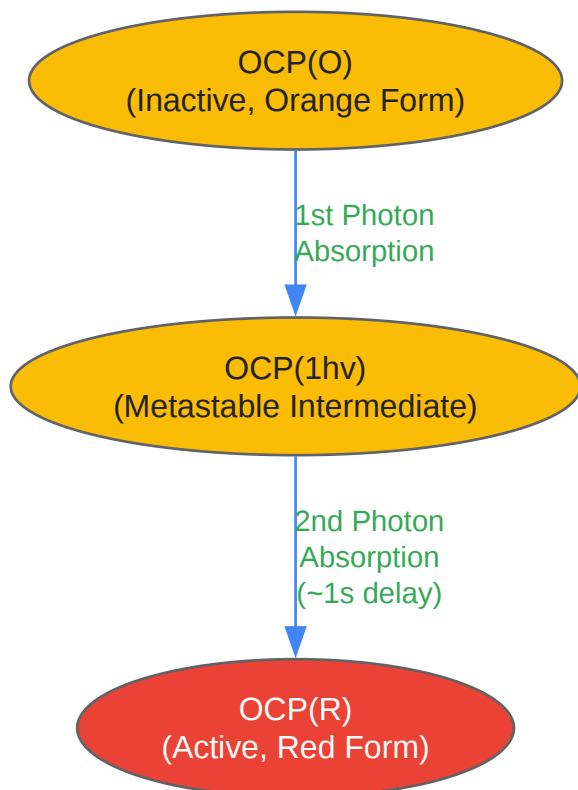 OCP(O)
(Inactive, Orange Form)
1st Photon
Absorption
OCP(1hv)
(Metastable Intermediate)
2nd Photon
Absorption
(~1s delay)
OCP(R)
(Active, Red Form)